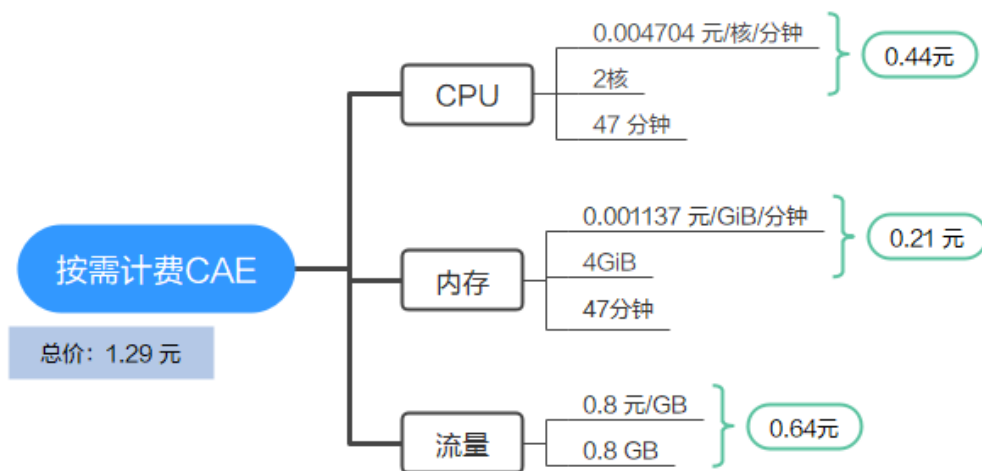 按需计费CAE
总价：1.29 元
CPU
0.004704 元/核/分钟
2核
47 分钟
0.44元
内存
0.001137 元/GiB/分钟
4GiB
47分钟
0.21 元
流量
0.8 元/GB
0.8 GB
0.64元